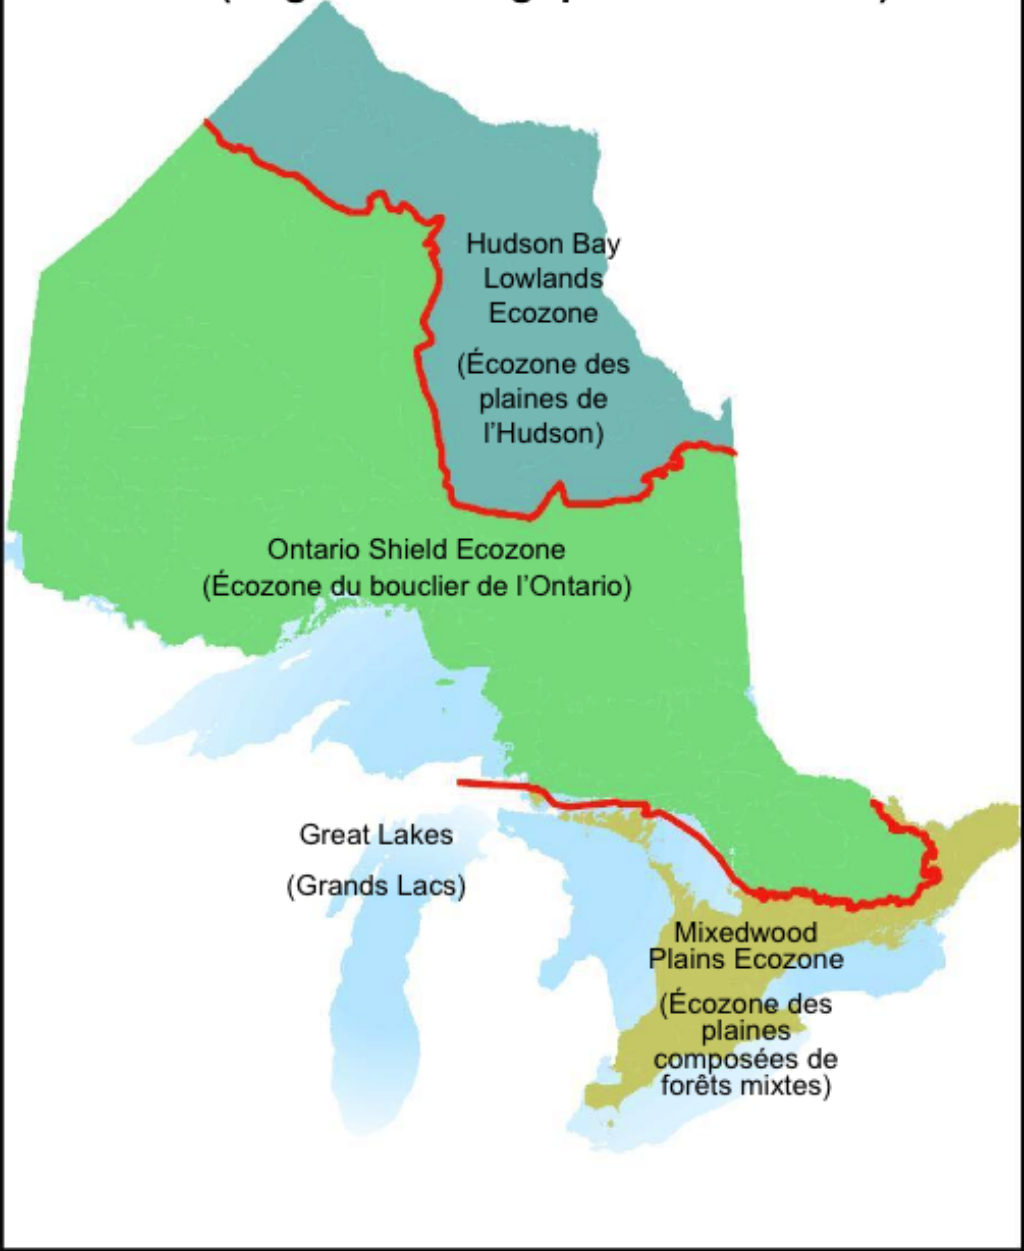 Hudson Bay
Lowlands
Ecozone
(Écozone des
plaines de
l'Hudson)
Ontario Shield Ecozone
(Écozone du bouclier de l'Ontario)
Great Lakes
(Grands Lacs)
Mixedwood
Plains Ecozone
(Écozone des
plaines
composées de
forêts mixtes)